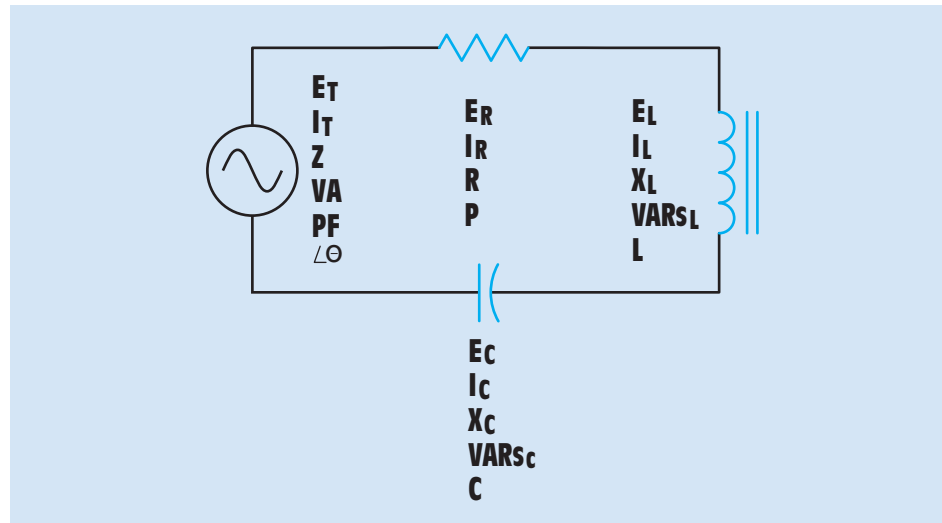 ET
IT
Z
VA
PF
∠Θ
ER
IR
R
P
EL
IL
XL
VARsL
L
EC
IC
XC
VARsC
C